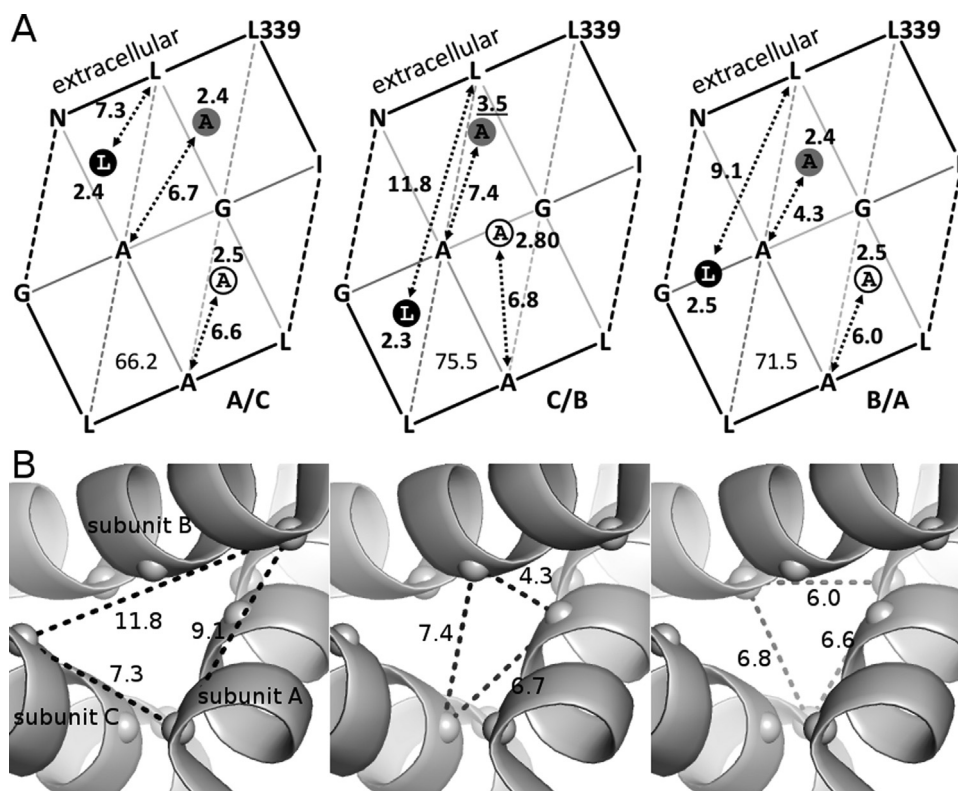 A
extracellular
L339
L
N
7.3
2.4
A
L
2.4
6.7
I
G
A
2.5
A
G
6.6
66.2
L
A
A/C
L
extracellular
L339
L
N
3.5
A
11.8
7.4
I
G
A
A
2.80
G
L
2.3
6.8
75.5
L
A
C/B
L
extracellular
L339
L
N
2.4
A
9.1
4.3
I
G
A
L
G
2.5
2.5
A
6.0
71.5
L
A
B/A
L
B
subunit B
11.8
9.1
7.3
subunit A
subunit C
4.3
7.4
6.7
6.0
6.6
6.8